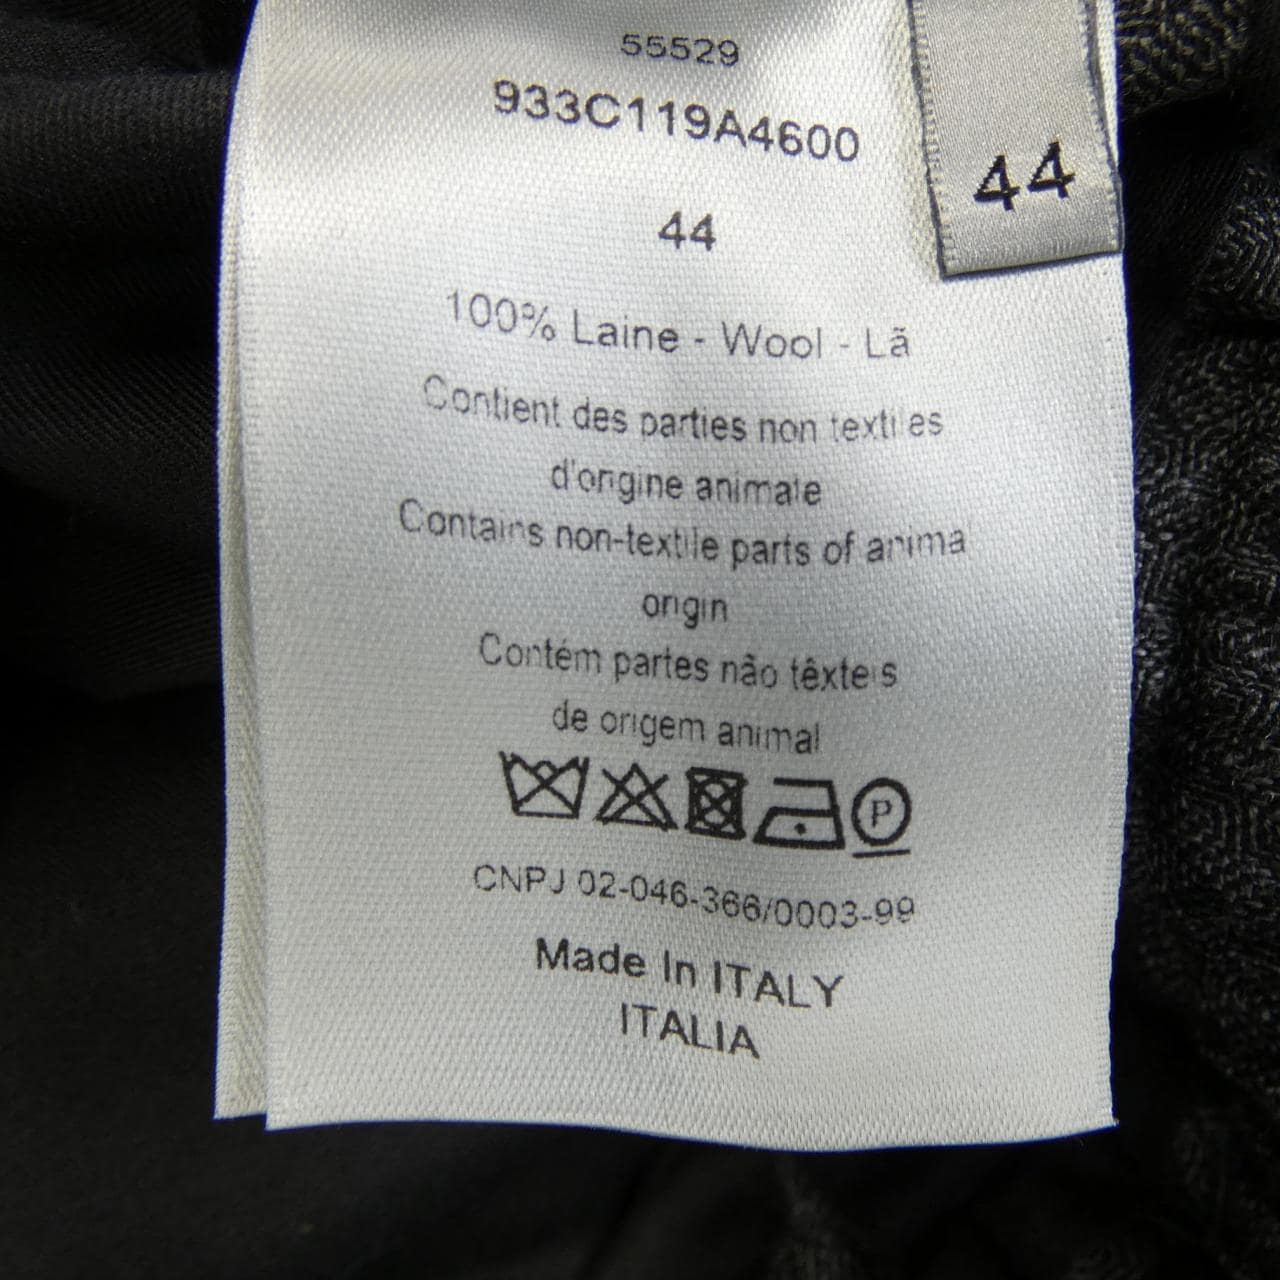 55529
933C119A4600
44
44
100% Laine - Wool - Lã
Contient des parties non textiles
d'origine animale
Contains non-textile parts of anima
origin
Contém partes não têxteis
de origem animal
P
CNPJ 02-046-366/0003-99
Made In ITALY
ITALIA